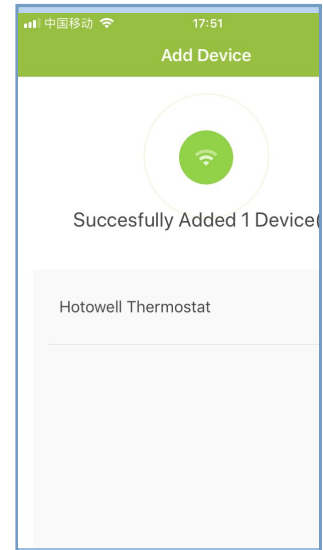 中国移动 17:51
Add Device
Succesfully Added 1 Device(
Hotowell Thermostat